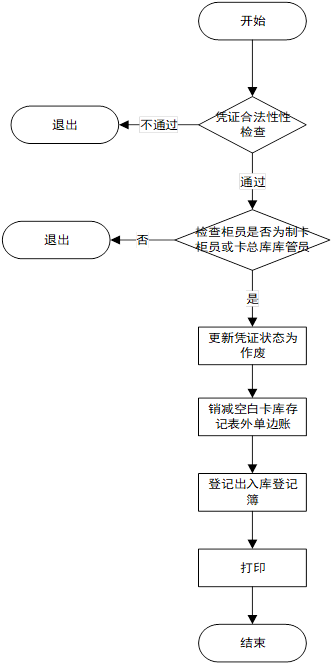 开始
凭证合法性性
检查
不通过
退出
通过
检查柜员是否为制卡
柜员或卡总库库管员
否
退出
是
更新凭证状态为
作废
销减空白卡库存
记表外单边账
登记出入库登记
簿
打印
结束